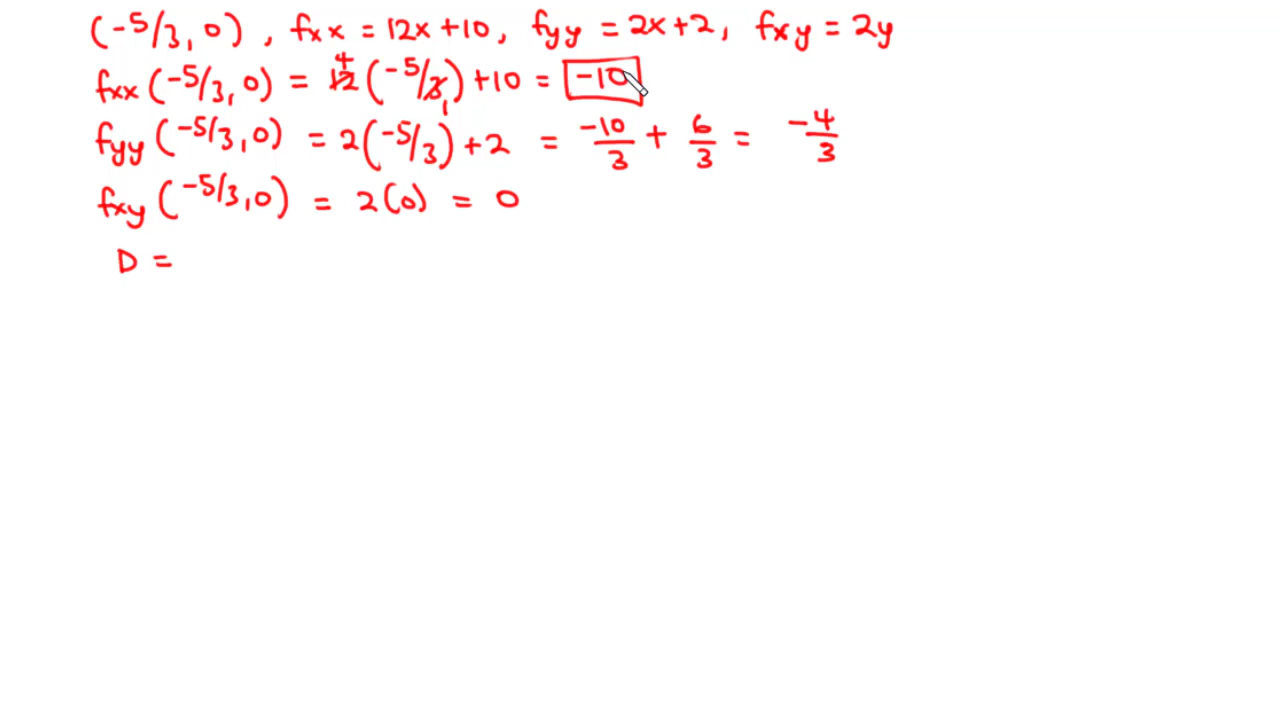 (-5/3, 0) , fxx = 12x +10, fyy = 2x+2, fxy = 2y
fxx (-5/3, 0) = 12 4 (-5/3 1) +10 = -10
fyy (-5/3, 0) = 2(-5/3) +2 = -10/3 + 6/3 = -4/3
fxy (-5/3, 0) = 2(0) = 0
D =